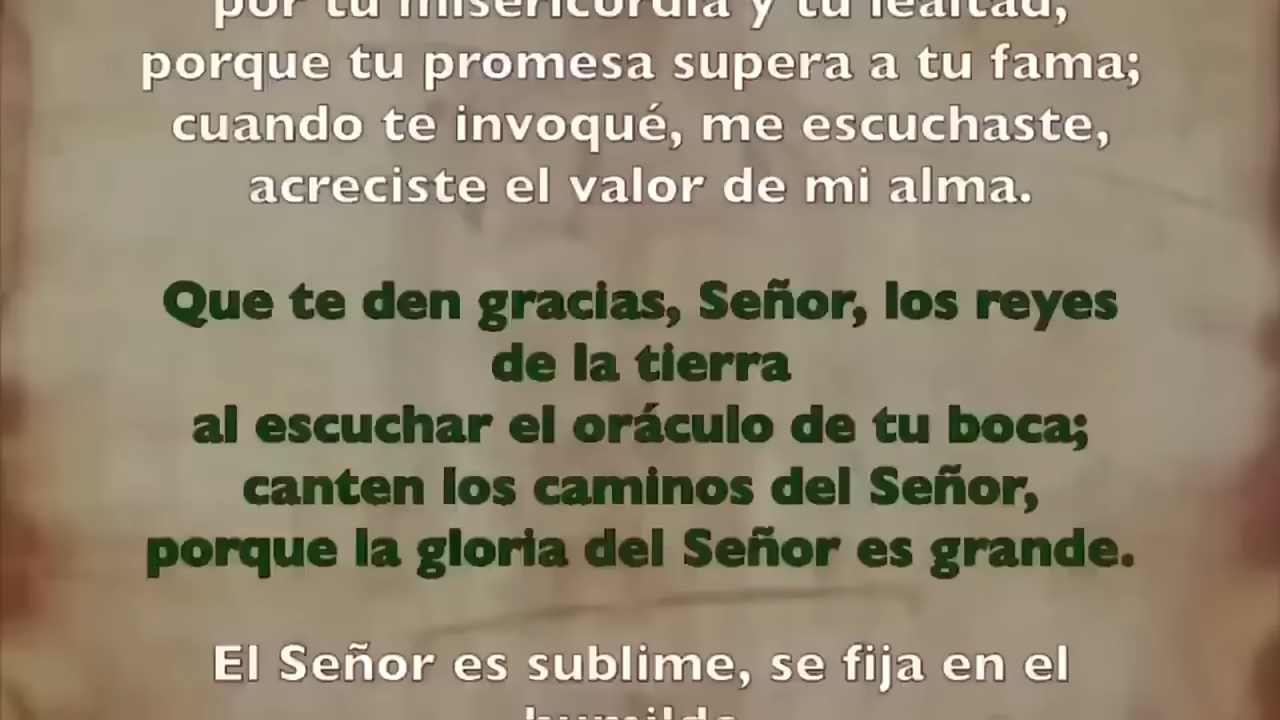 por tu misericordia y tu lealtad,
porque tu promesa supera a tu fama;
cuando te invoqué, me escuchaste,
acreciste el valor de mi alma.
Que te den gracias, Señor, los reyes
de la tierra
al escuchar el oráculo de tu boca;
canten los caminos del Señor,
porque la gloria del Señor es grande.
El Señor es sublime, se fija en el
humilde